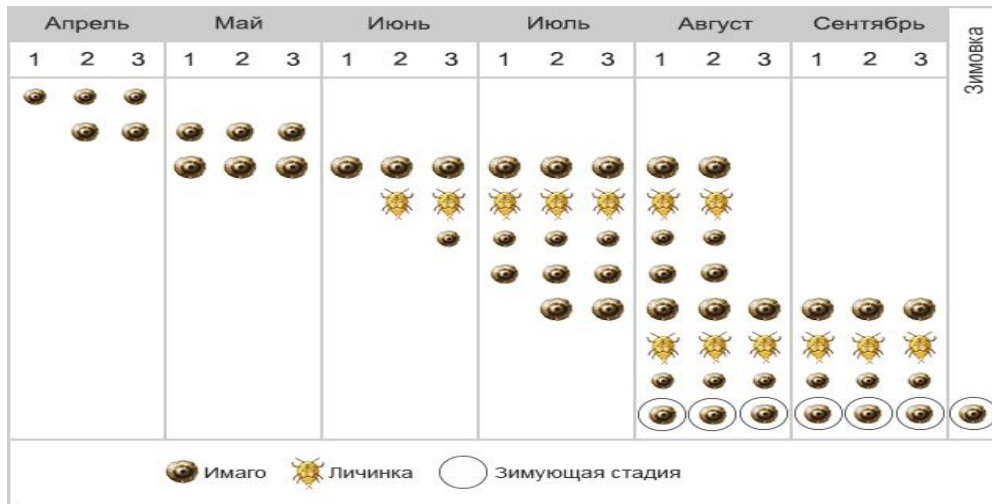 Апрель Май Июнь Июль Август Сентябрь Зимовка
1 2 3 1 2 3 1 2 3 1 2 3 1 2 3 1 2 3
Имаго Личинка Зимующая стадия